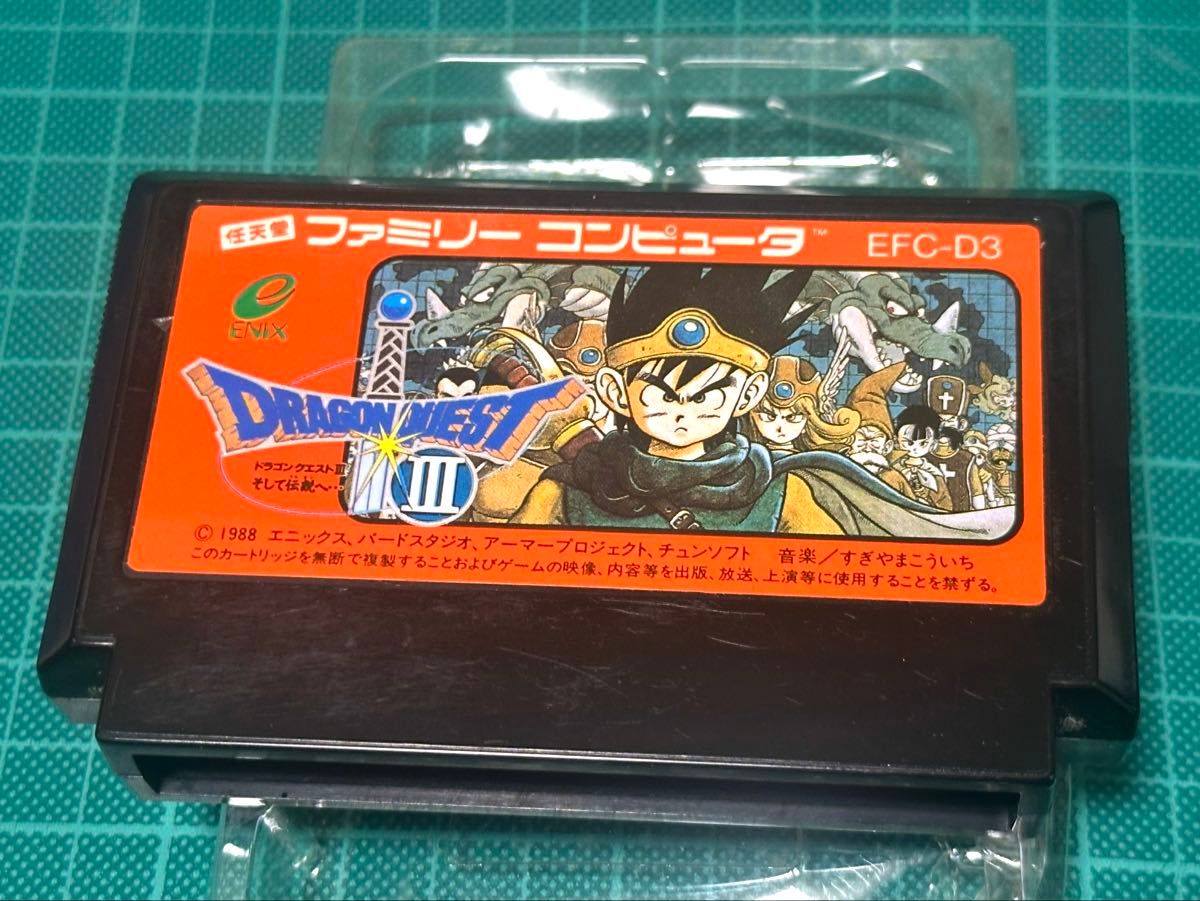 任天堂 ファミリー コンピュータ™ EFC-D3
e
ENIX
DRAGON QUEST
III
ドラゴンクエストIII
そして伝説へ…
© 1988 エニックス、バードスタジオ、アーマープロジェクト、チュンソフト 音楽/すぎやまこういち
このカートリッジを無断で複製することおよびゲームの映像、内容等を出版、放送、上演等に使用することを禁ずる。